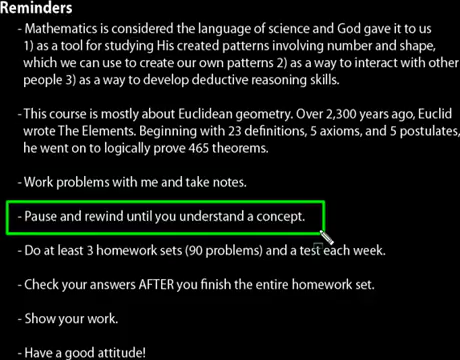 Reminders
- Mathematics is considered the language of science and God gave it to us
1) as a tool for studying His created patterns involving number and shape,
which we can use to create our own patterns 2) as a way to interact with other
people 3) as a way to develop deductive reasoning skills.
- This course is mostly about Euclidean geometry. Over 2,300 years ago, Euclid
wrote The Elements. Beginning with 23 definitions, 5 axioms, and 5 postulates,
he went on to logically prove 465 theorems.
- Work problems with me and take notes.
- Pause and rewind until you understand a concept.
- Do at least 3 homework sets (90 problems) and a test each week.
- Check your answers AFTER you finish the entire homework set.
- Show your work.
- Have a good attitude!